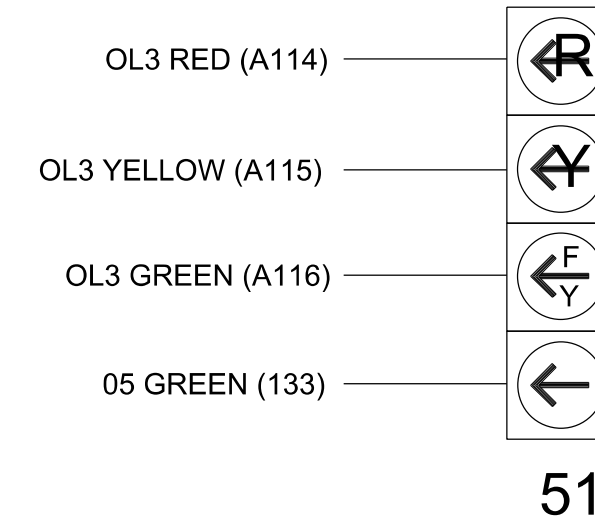 OL3 RED (A114)
R
OL3 YELLOW (A115)
Y
OL3 GREEN (A116)
F
Y
05 GREEN (133)
51